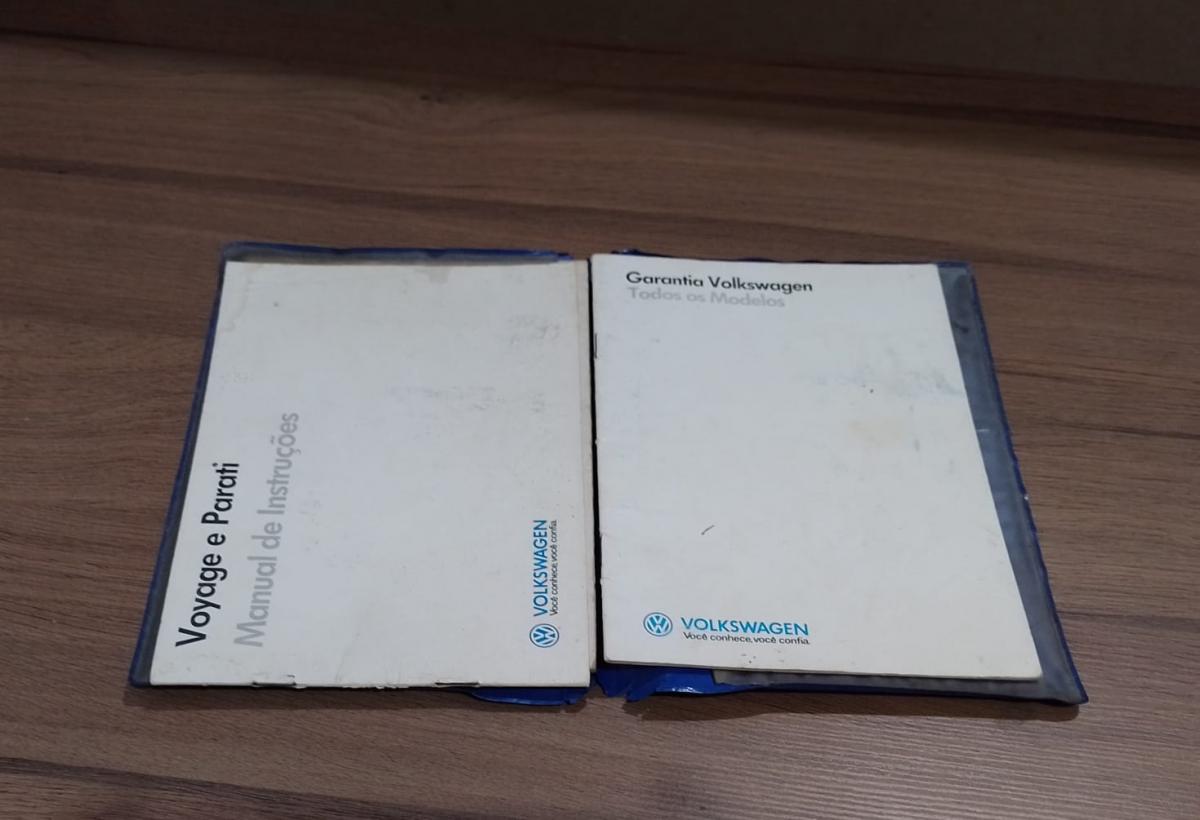 Voyage e Parati
Manual de Instruções
VOLKSWAGEN
Você conhece, você confia.
Garantia Volkswagen
Todos os Modelos
VOLKSWAGEN
Você conhece, você confia.